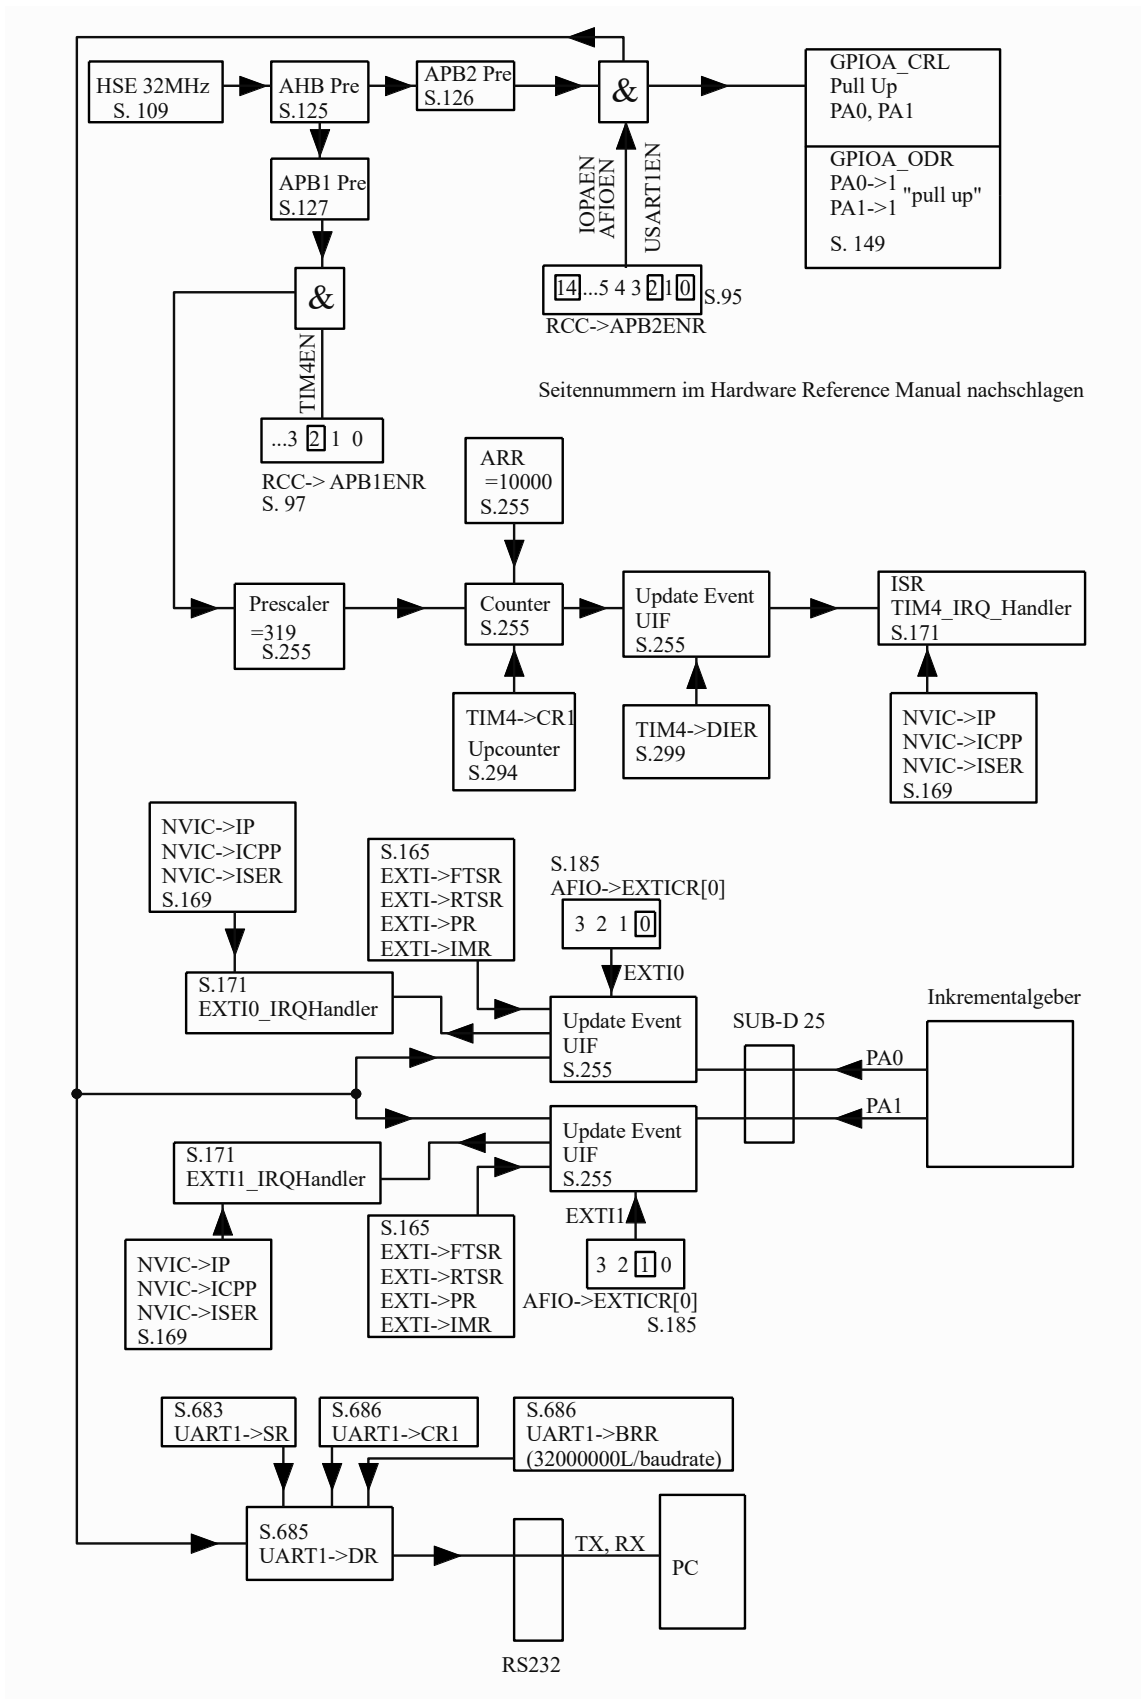 HSE 32MHz
S. 109
AHB Pre
S.125
APB2 Pre
S.126
&
GPIOA_CRL
Pull Up
PA0, PA1
GPIOA_ODR
PA0->1
PA1->1
"pull up"
S. 149
APB1 Pre
S.127
&
IOPAEN
AFIOEN
USART1EN
14...5 4 3 2 1 0
S.95
RCC->APB2ENR
TIM4EN
...3 2 1 0
RCC-> APB1ENR
S. 97
Seitennummern im Hardware Reference Manual nachschlagen
ARR
=10000
S.255
Prescaler
=319
S.255
Counter
S.255
Update Event
UIF
S.255
ISR
TIM4_IRQ_Handler
S.171
TIM4->CR1
Upcounter
S.294
TIM4->DIER
S.299
NVIC->IP
NVIC->ICPP
NVIC->ISER
S.169
NVIC->IP
NVIC->ICPP
NVIC->ISER
S.169
S.165
EXTI->FTSR
EXTI->RTSR
EXTI->PR
EXTI->IMR
S.185
AFIO->EXTICR[0]
3 2 1 0
EXTI0
S.171
EXTI0_IRQHandler
Update Event
UIF
S.255
SUB-D 25
Inkrementalgeber
PA0
PA1
Update Event
UIF
S.255
S.171
EXTI1_IRQHandler
EXTI1
NVIC->IP
NVIC->ICPP
NVIC->ISER
S.169
S.165
EXTI->FTSR
EXTI->RTSR
EXTI->PR
EXTI->IMR
3 2 1 0
AFIO->EXTICR[0]
S.185
S.683
UART1->SR
S.686
UART1->CR1
S.686
UART1->BRR
(32000000L/baudrate)
S.685
UART1->DR
TX, RX
PC
RS232